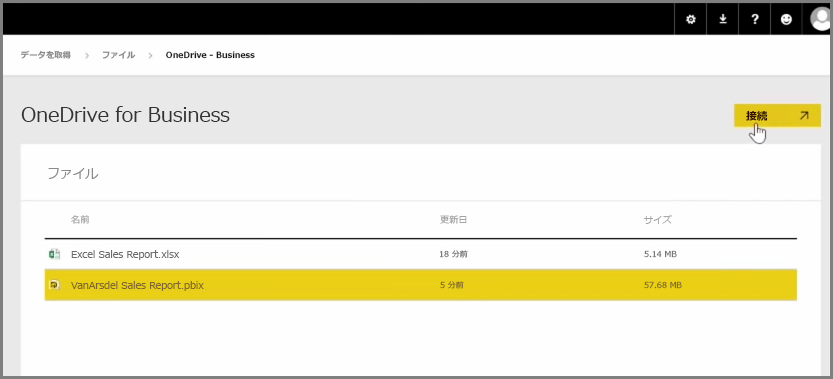 データを取得 > ファイル > OneDrive - Business
OneDrive for Business
接続
ファイル
名前 更新日 サイズ
Excel Sales Report.xlsx 18 分前 5.14 MB
VanArsdel Sales Report.pbix 5 分前 57.68 MB